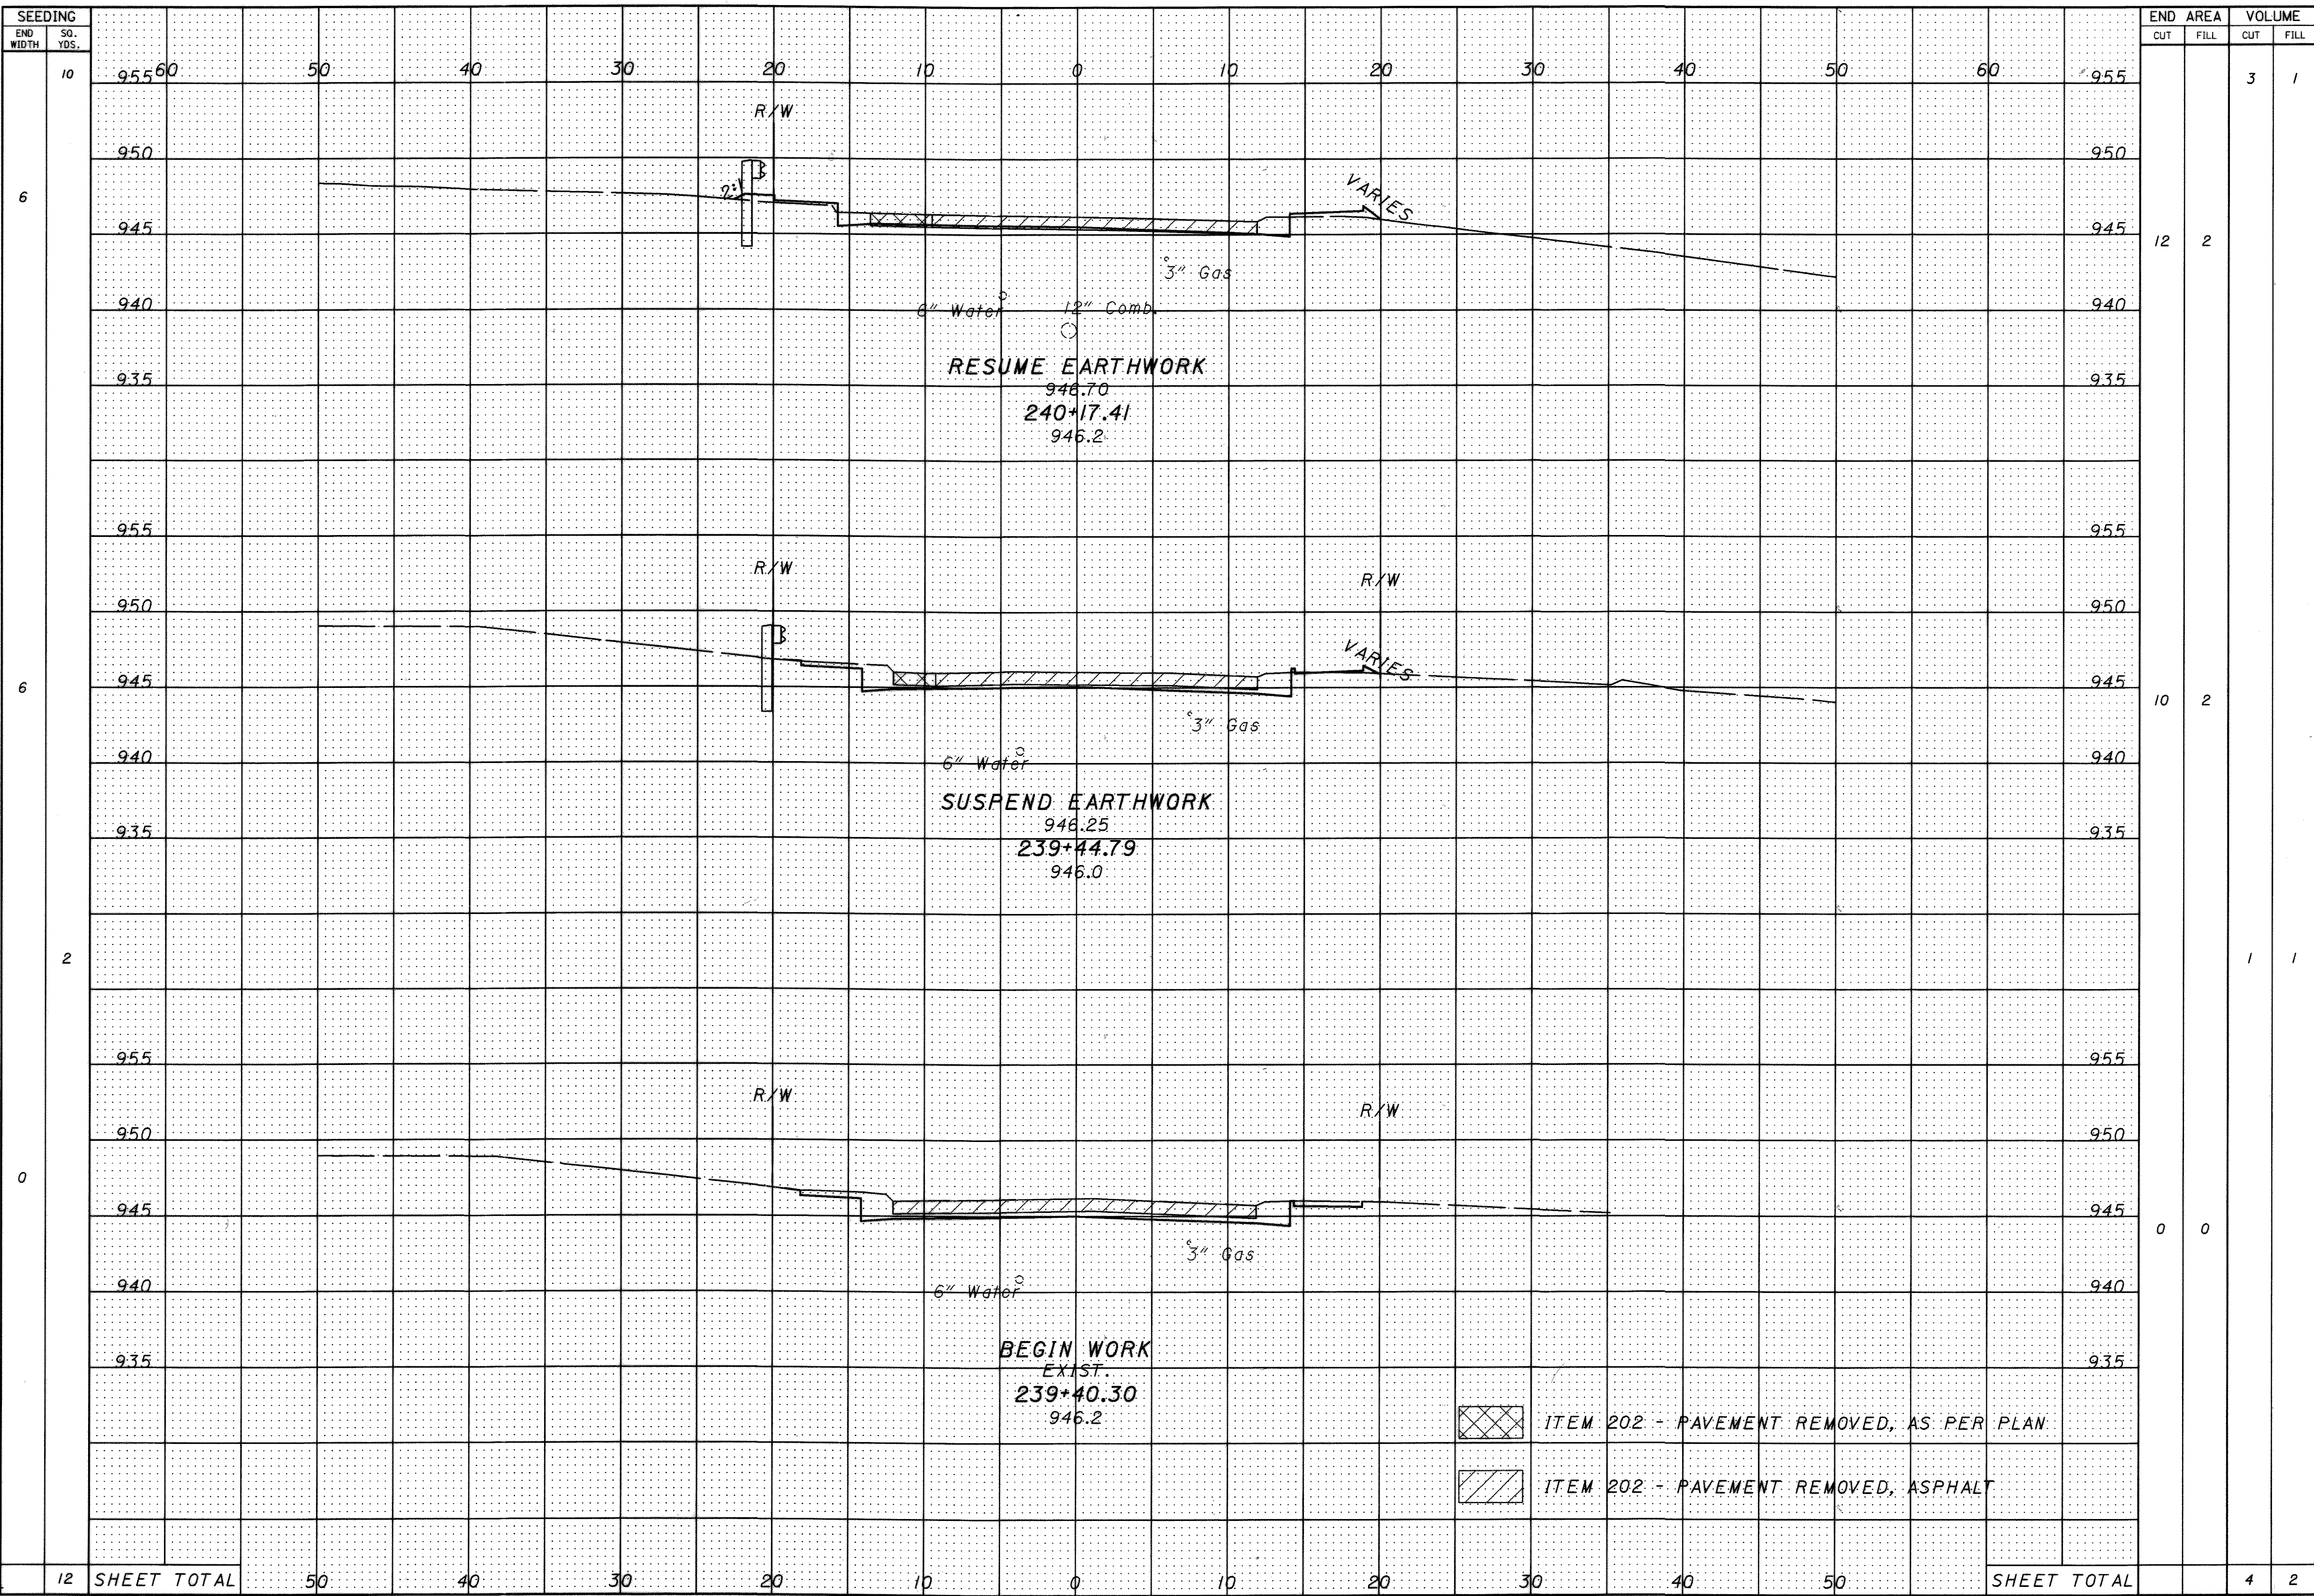 SEEDING END AREA VOLUME
END WIDTH SQ. YDS. CUT FILL CUT FILL
10 955 60 50 40 30 20 10 0 10 20 30 40 50 60 955 3 1
R/W
950 950
6 2:1 VARIES
945 945
12 2
3" Gas
940 6" Water 12" Comb. 940
RESUME EARTHWORK
935 935
946.70
240+17.41
946.2
955 955
R/W R/W
950 950
VARIES
6 945 945
10 2
3" Gas
940 6" Water 940
SUSPEND EARTHWORK
935 946.25 935
239+44.79
946.0
2 1 1
955 955
R/W R/W
950 950
0
945 945
0 0
3" Gas
940 6" Water 940
BEGIN WORK
935 935
EXIST.
239+40.30
946.2
ITEM 202 - PAVEMENT REMOVED, AS PER PLAN
ITEM 202 - PAVEMENT REMOVED, ASPHALT
12 SHEET TOTAL 50 40 30 20 10 0 10 20 30 40 50 SHEET TOTAL 4 2